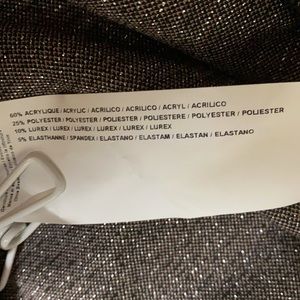 60% ACRYLIQUE / ACRYLIC / ACRILICO / ACRILICO / ACRYL / ACRILICO
25% POLYESTER / POLYESTER / POLIESTER / POLIESTERE / POLYESTER / POLIESTER
10% LUREX / LUREX / LUREX / LUREX / LUREX / LUREX
5% ELASTHANNE / SPANDEX / ELASTANO / ELASTAM / ELASTAN / ELASTANO